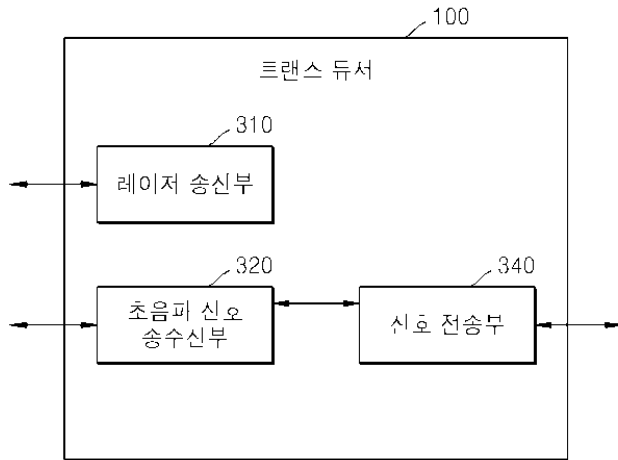 100
트랜스 듀서
310
레이저 송신부
320
340
초음파 신호
송수신부
신호 전송부